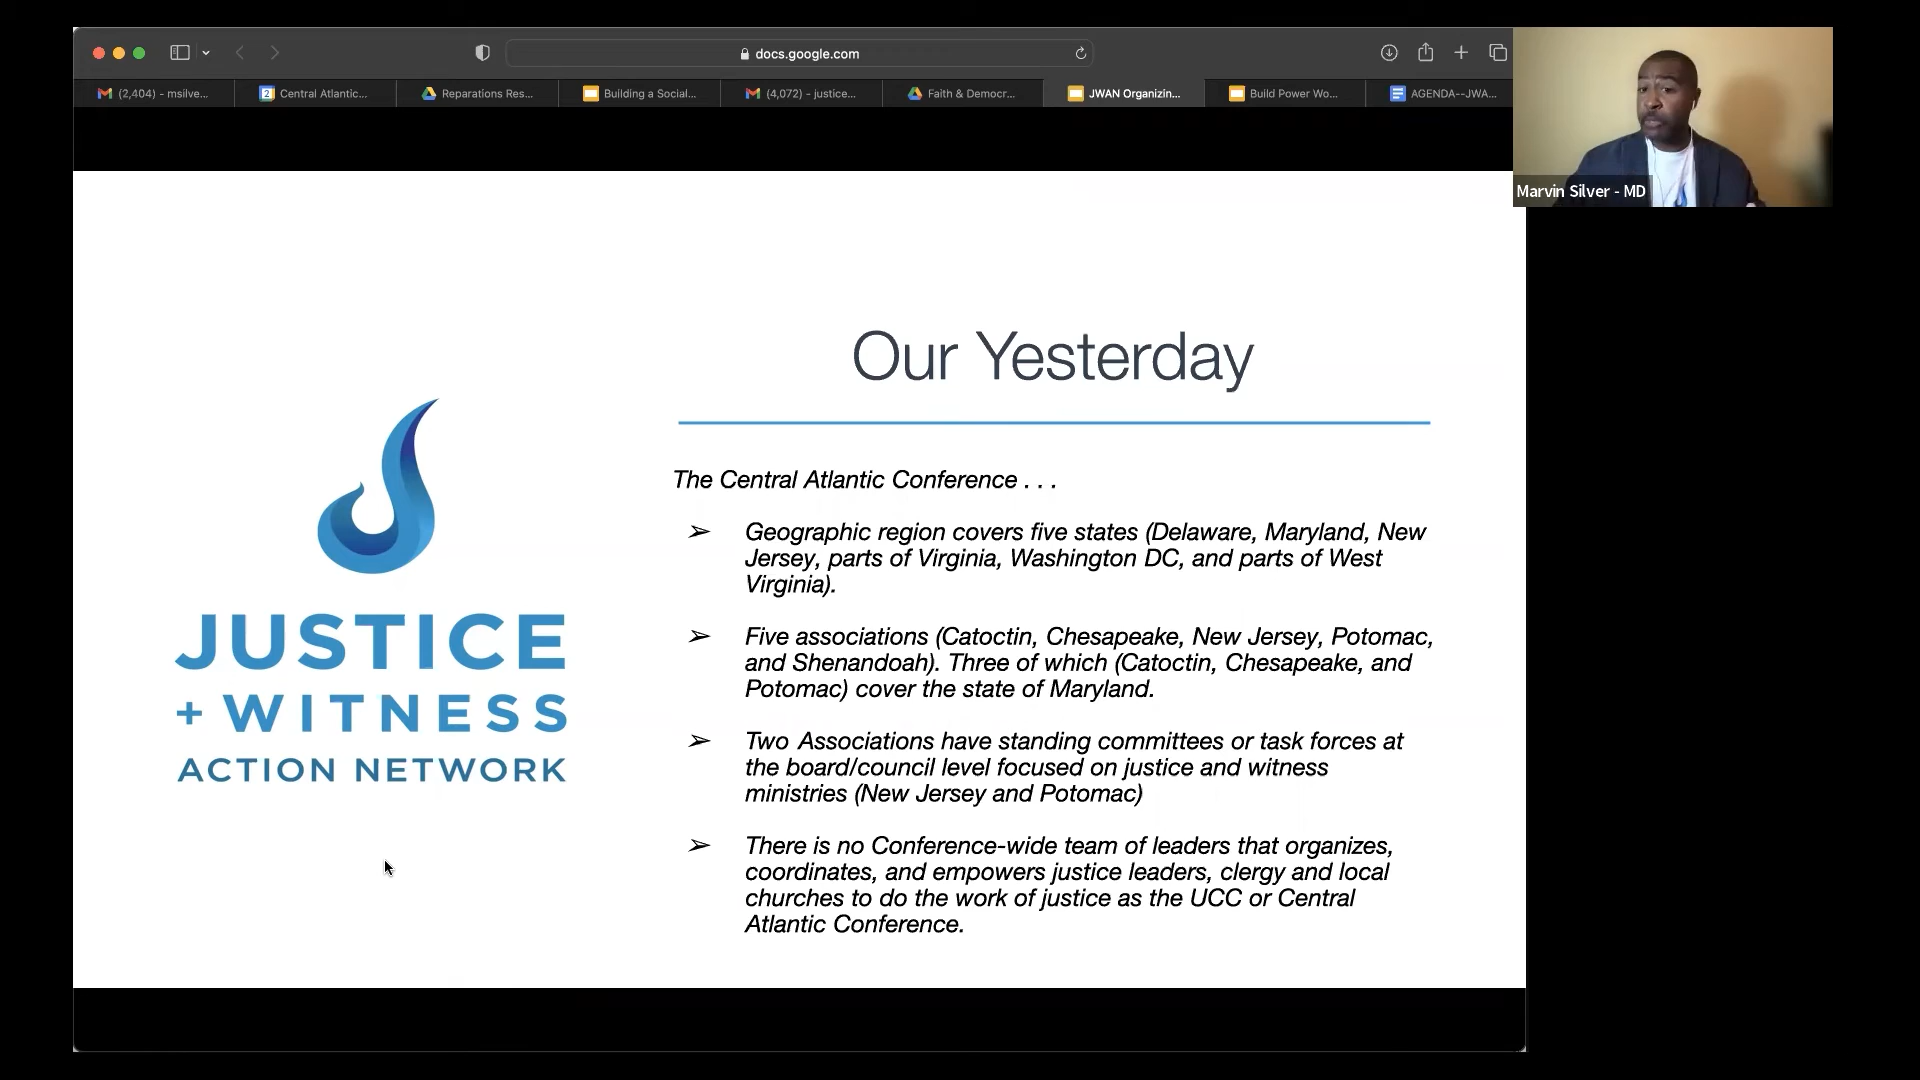 docs.google.com
(2,404) - msilve...
2
Central Atlantic...
Reparations Res...
Building a Social...
(4,072) - justice...
Faith & Democr...
JWAN Organizin...
Build Power Wo...
AGENDA--JWA...
Marvin Silver - MD
Our Yesterday
JUSTICE
+ WITNESS
ACTION NETWORK
The Central Atlantic Conference . . .
➢ Geographic region covers five states (Delaware, Maryland, New
Jersey, parts of Virginia, Washington DC, and parts of West
Virginia).
➢ Five associations (Catoctin, Chesapeake, New Jersey, Potomac,
and Shenandoah). Three of which (Catoctin, Chesapeake, and
Potomac) cover the state of Maryland.
➢ Two Associations have standing committees or task forces at
the board/council level focused on justice and witness
ministries (New Jersey and Potomac)
➢ There is no Conference-wide team of leaders that organizes,
coordinates, and empowers justice leaders, clergy and local
churches to do the work of justice as the UCC or Central
Atlantic Conference.